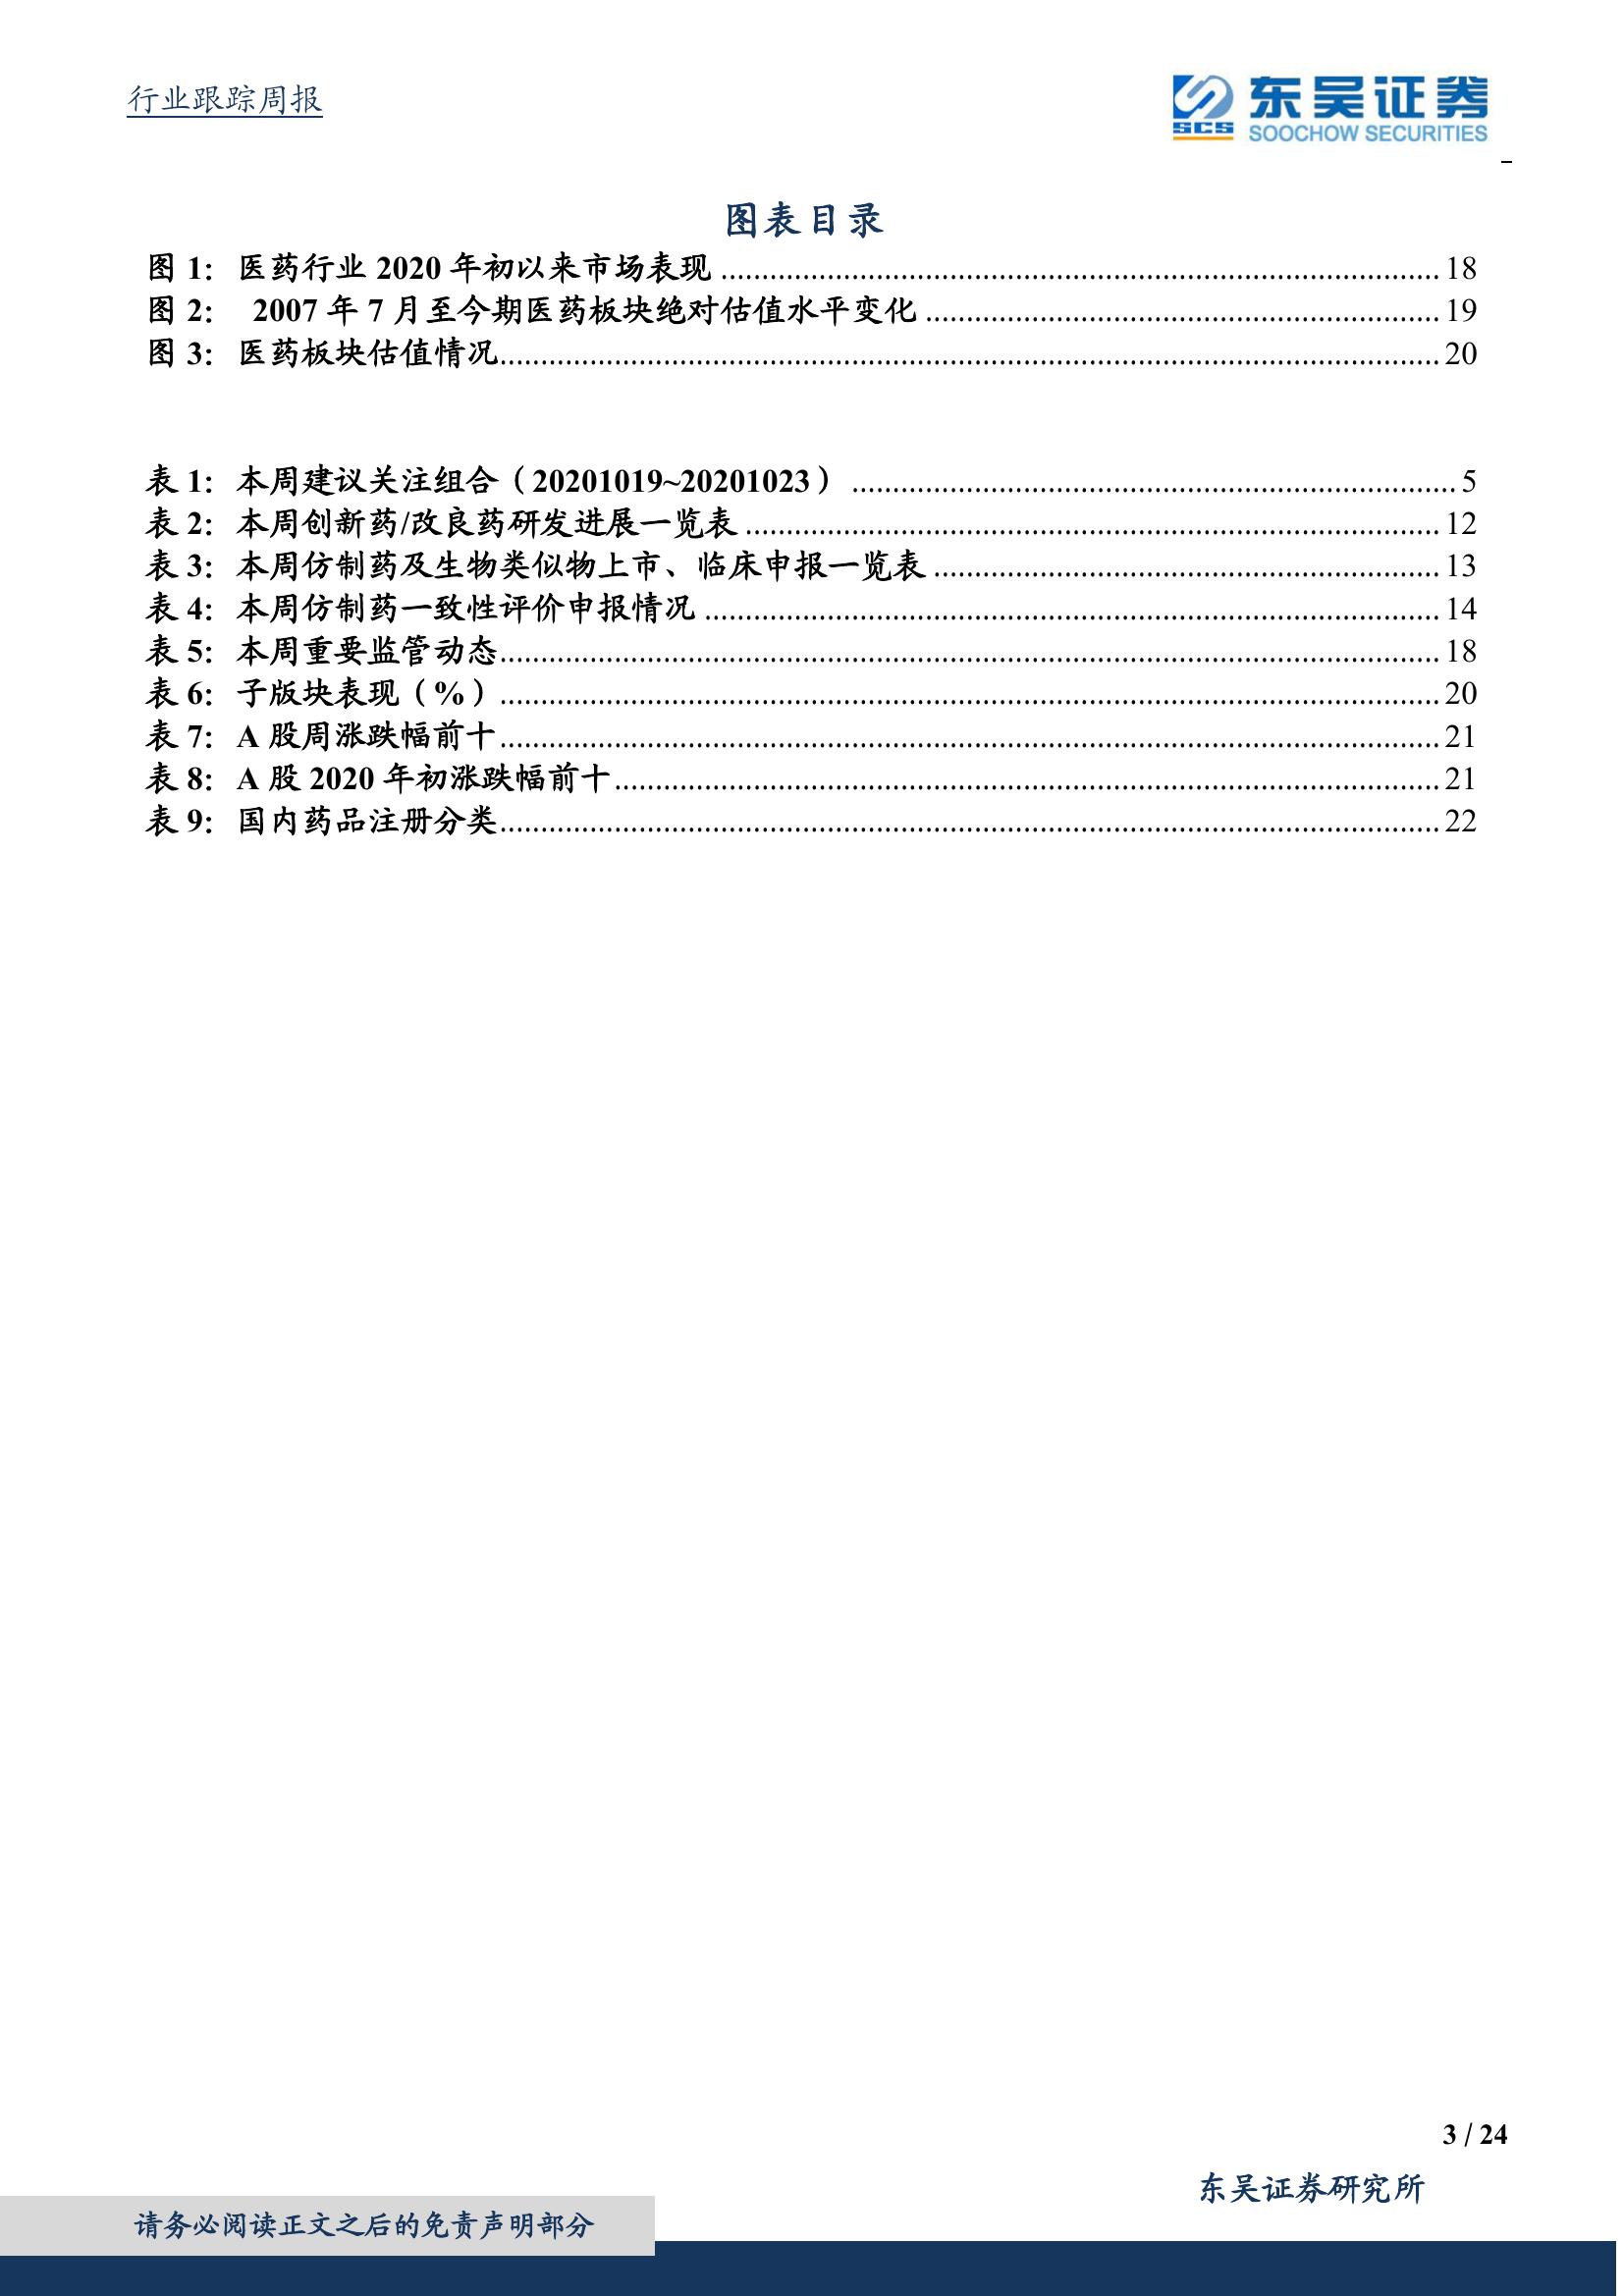 行业跟踪周报
SCS
东吴证券
SOOCHOW SECURITIES
图表目录
图 1: 医药行业 2020 年初以来市场表现 ........ 18
图 2: 2007 年 7 月至今期医药板块绝对估值水平变化 ........ 19
图 3: 医药板块估值情况 ........ 20
表 1: 本周建议关注组合（20201019~20201023） ........ 5
表 2: 本周创新药/改良药研发进展一览表 ........ 12
表 3: 本周仿制药及生物类似物上市、临床申报一览表 ........ 13
表 4: 本周仿制药一致性评价申报情况 ........ 14
表 5: 本周重要监管动态 ........ 18
表 6: 子版块表现（%） ........ 20
表 7: A 股周涨跌幅前十 ........ 21
表 8: A 股 2020 年初涨跌幅前十 ........ 21
表 9: 国内药品注册分类 ........ 22
3 / 24
东吴证券研究所
请务必阅读正文之后的免责声明部分